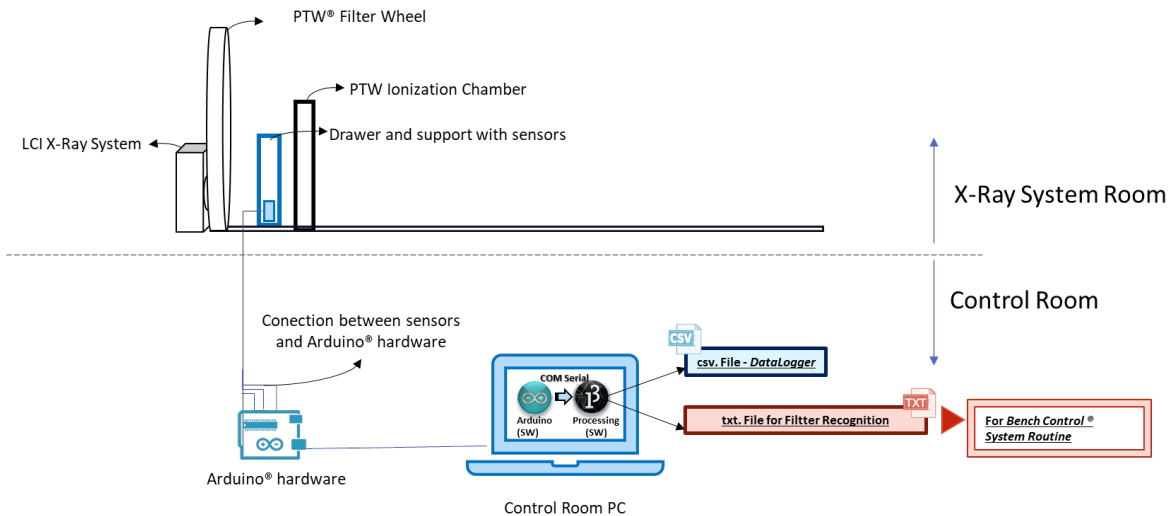 PTW® Filter Wheel
PTW Ionization Chamber
Drawer and support with sensors
LCI X-Ray System
X-Ray System Room
Control Room
Conection between sensors
and Arduino® hardware
CSV
csv. File - DataLogger
COM Serial
Arduino
(SW)
Processing
(SW)
TXT
txt. File for Filtter Recognition
For Bench Control ®
System Routine
Arduino® hardware
Control Room PC